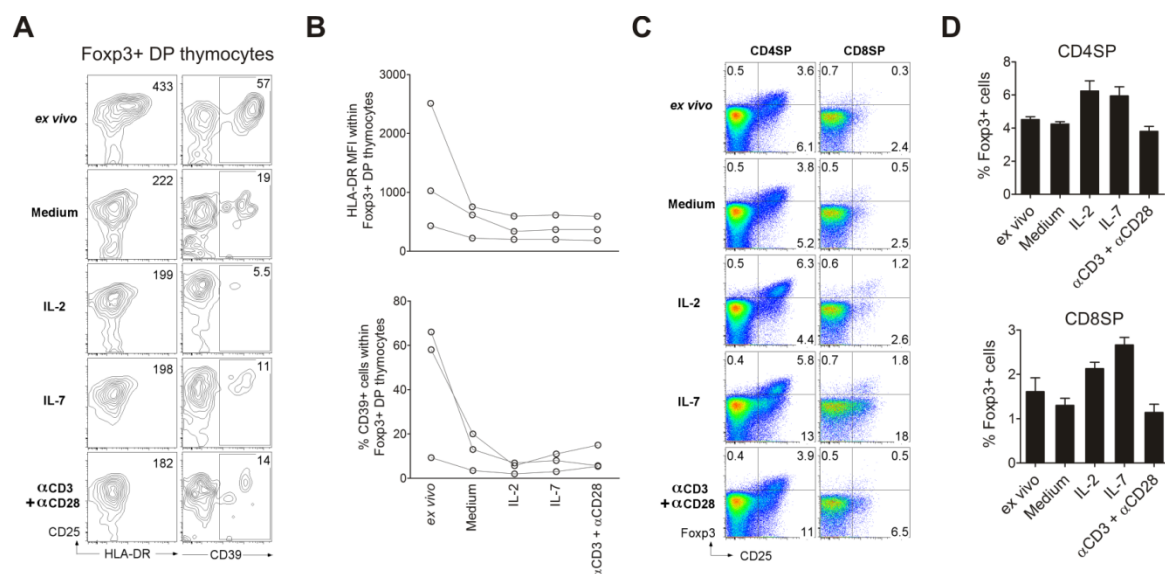 A
Foxp3+ DP thymocytes
ex vivo
433
57
Medium
222
19
IL-2
199
5.5
IL-7
198
11
αCD3
+ αCD28
182
14
CD25
HLA-DR
CD39
B
HLA-DR MFI within
Foxp3+ DP thymocytes
3000
2000
1000
0
% CD39+ cells within
Foxp3+ DP thymocytes
80
60
40
20
0
ex vivo
Medium
IL-2
IL-7
αCD3 + αCD28
C
CD4SP
CD8SP
ex vivo
0.5
3.6
0.7
0.3
6.1
2.4
Medium
0.5
3.8
0.5
0.5
5.2
2.5
IL-2
0.5
6.3
0.6
1.2
4.4
2.6
IL-7
0.4
5.8
0.7
1.8
13
18
αCD3
+ αCD28
0.4
3.9
0.5
0.5
11
6.5
Foxp3
CD25
D
CD4SP
% Foxp3+ cells
8
6
4
2
0
ex vivo
Medium
IL-2
IL-7
αCD3 + αCD28
CD8SP
% Foxp3+ cells
3
2
1
0
ex vivo
Medium
IL-2
IL-7
αCD3 + αCD28